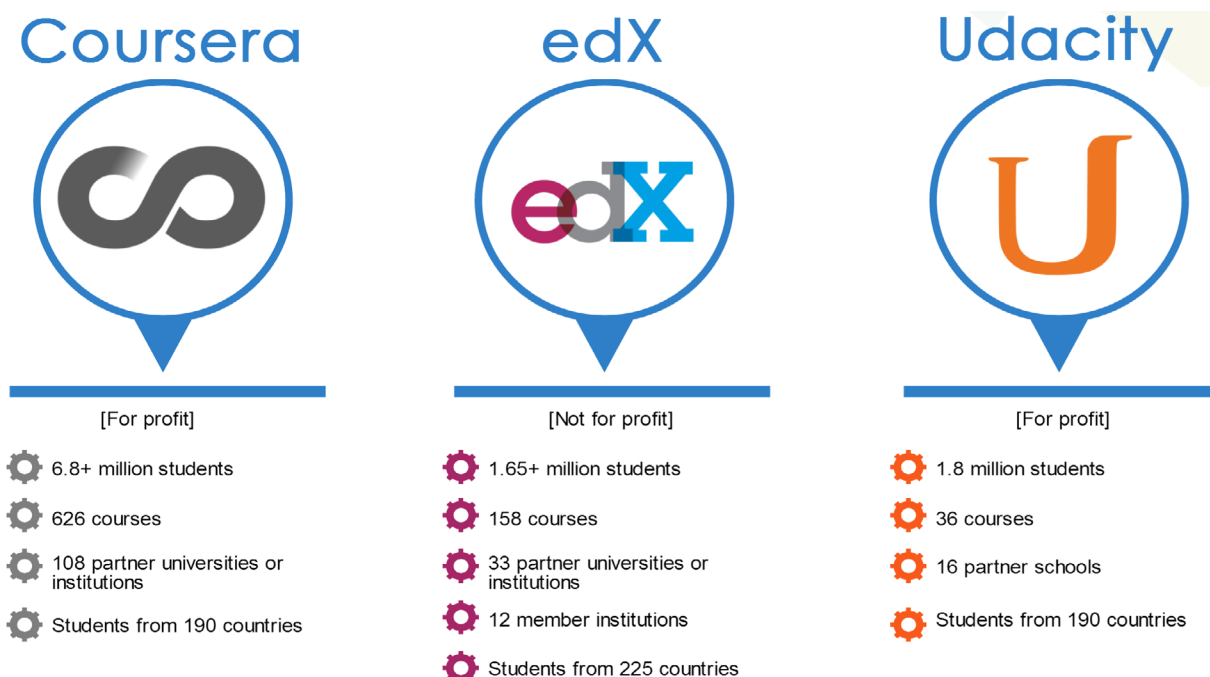 Coursera
edX
Udacity
edX
U
[For profit]
[Not for profit]
[For profit]
6.8+ million students
626 courses
108 partner universities or
institutions
Students from 190 countries
1.65+ million students
158 courses
33 partner universities or
institutions
12 member institutions
Students from 225 countries
1.8 million students
36 courses
16 partner schools
Students from 190 countries